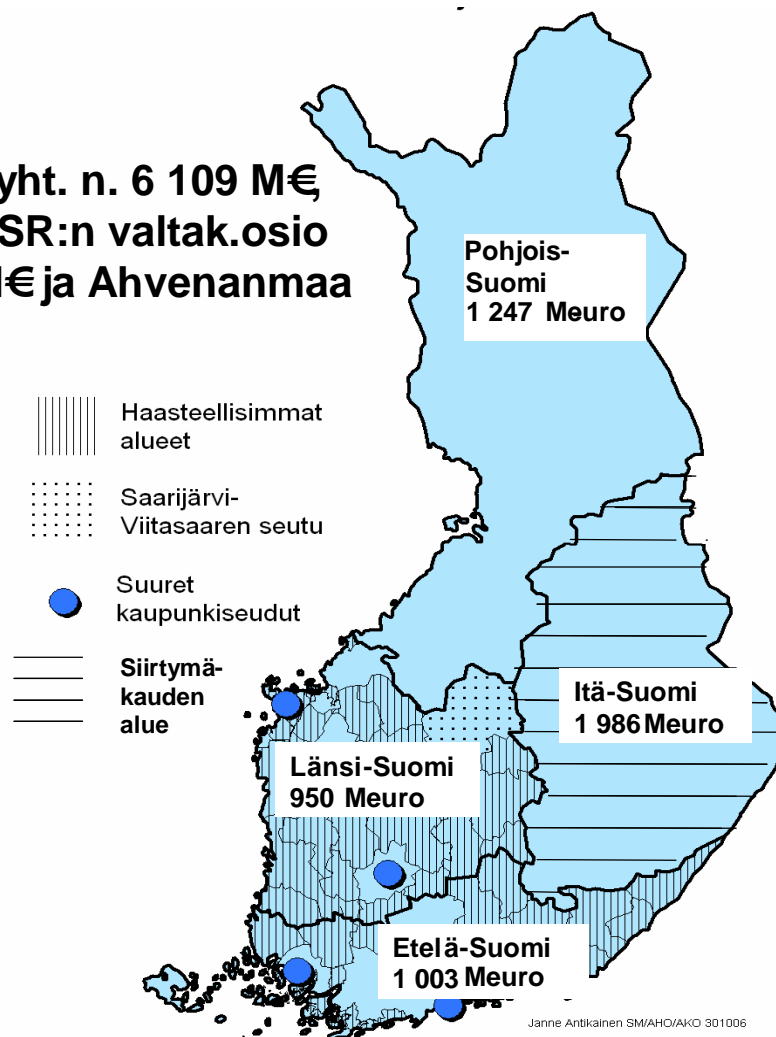 yht. n. 6 109 M€,
SR:n valtak.osio
€ ja Ahvenanmaa
Pohjois-
Suomi
1 247 Meuro
Haasteellisimmat
alueet
Saarijärvi-
Viitasaaren seutu
Suuret
kaupunkiseudut
Siirtymä-
kauden
alue
Itä-Suomi
1 986 Meuro
Länsi-Suomi
950 Meuro
Etelä-Suomi
1 003 Meuro
Janne Antikainen SM/AHO/AKO 301006